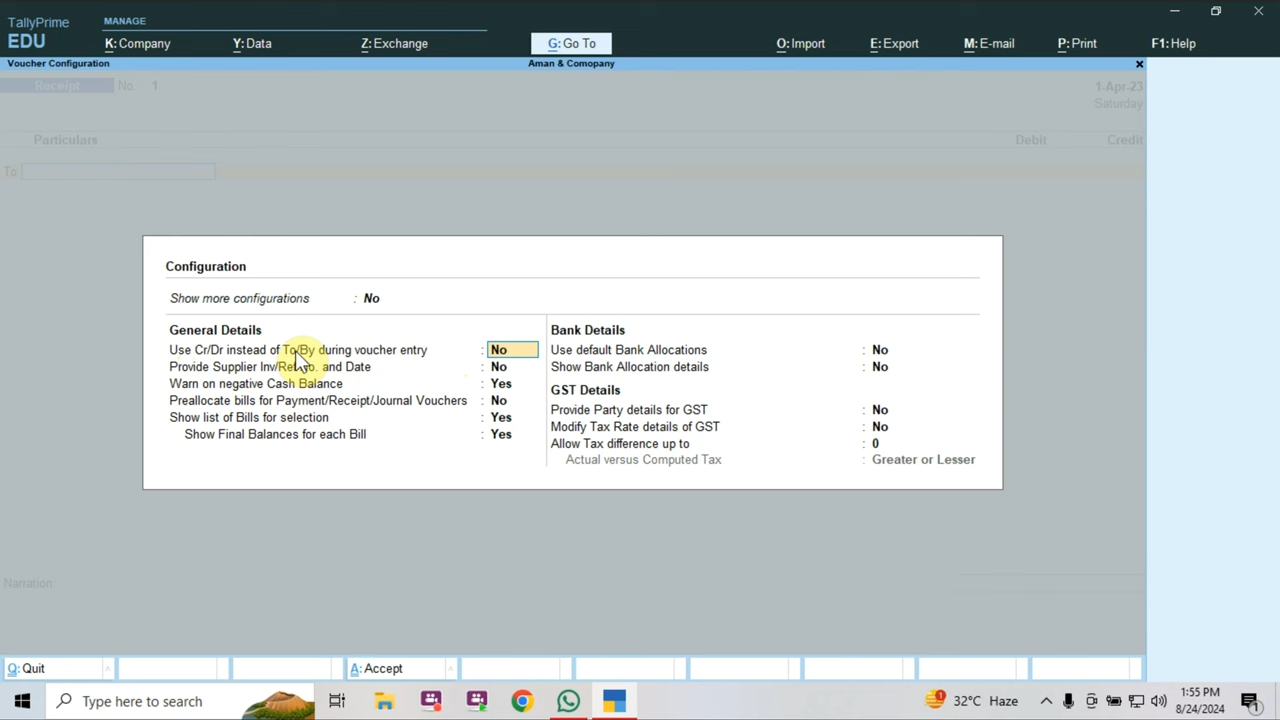 TallyPrime
EDU
MANAGE
K: Company
Y: Data
Z: Exchange
G: Go To
O: Import
E: Export
M: E-mail
P: Print
F1: Help
Voucher Configuration
Aman & Comopany
×
Receipt
No. 1
1-Apr-23
Saturday
Particulars
Debit
Credit
To
Configuration
Show more configurations : No
General Details
Use Cr/Dr instead of To/By during voucher entry : No
Provide Supplier Inv/Ref No. and Date : No
Warn on negative Cash Balance : Yes
Preallocate bills for Payment/Receipt/Journal Vouchers : No
Show list of Bills for selection : Yes
Show Final Balances for each Bill : Yes
Bank Details
Use default Bank Allocations : No
Show Bank Allocation details : No
GST Details
Provide Party details for GST : No
Modify Tax Rate details of GST : No
Allow Tax difference up to : 0
Actual versus Computed Tax : Greater or Lesser
Narration:
Q: Quit
A: Accept
Type here to search
32°C Haze
1:55 PM
8/24/2024
1